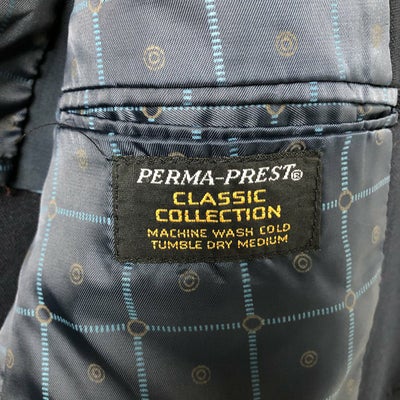 PERMA-PREST®
CLASSIC
COLLECTION
MACHINE WASH COLD
TUMBLE DRY MEDIUM